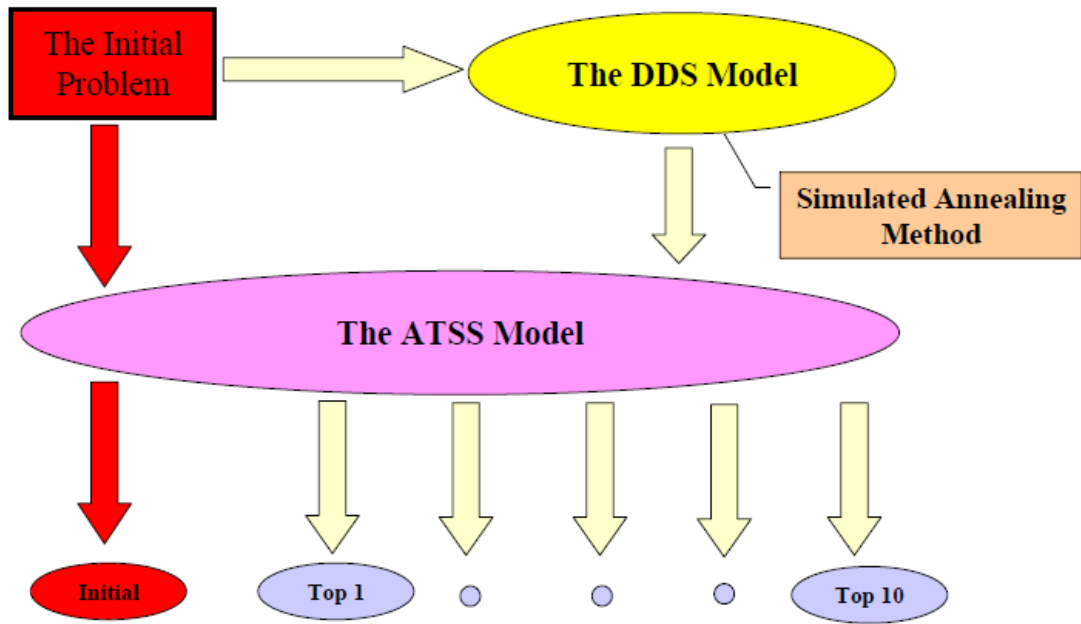 The Initial
Problem
The DDS Model
Simulated Annealing
Method
The ATSS Model
Initial
Top 1
Top 10